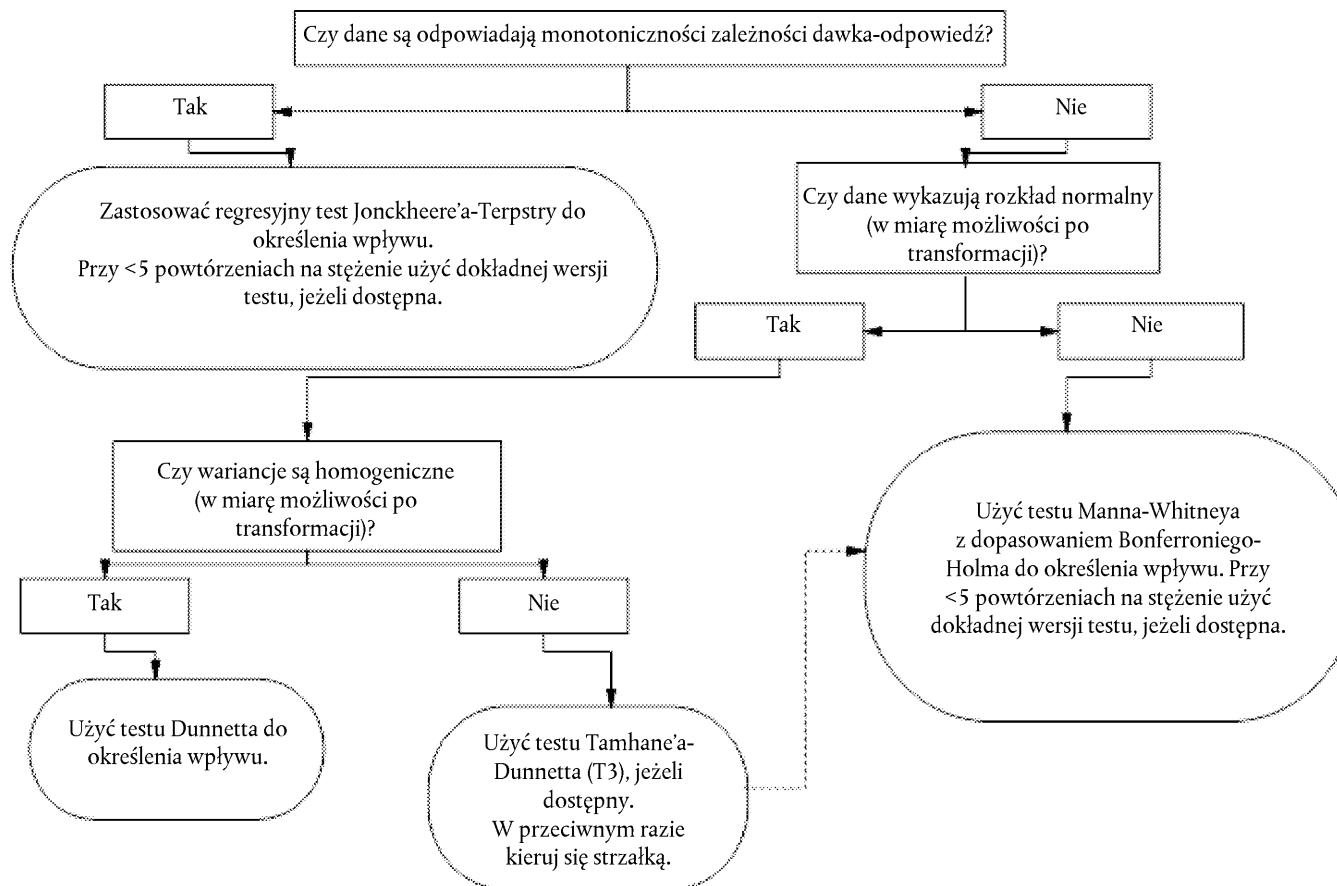 Czy dane są odpowiadają monotoniczności zależności dawka-odpowiedź?
Tak
Nie
Zastosować regresyjny test Jonckheere’a-Terpstry do
określenia wpływu.
Przy <5 powtórzeniach na stężenie użyć dokładnej wersji
testu, jeżeli dostępna.
Czy dane wykazują rozkład normalny
(w miarę możliwości po
transformacji)?
Tak
Nie
Czy wariancje są homogeniczne
(w miarę możliwości po
transformacji)?
Użyć testu Manna-Whitneya
z dopasowaniem Bonferroniego-
Holma do określenia wpływu. Przy
<5 powtórzeniach na stężenie użyć
dokładnej wersji testu, jeżeli dostępna.
Tak
Nie
Użyć testu Dunnetta do
określenia wpływu.
Użyć testu Tamhane’a-
Dunnetta (T3), jeżeli
dostępny.
W przeciwnym razie
kieruj się strzałką.